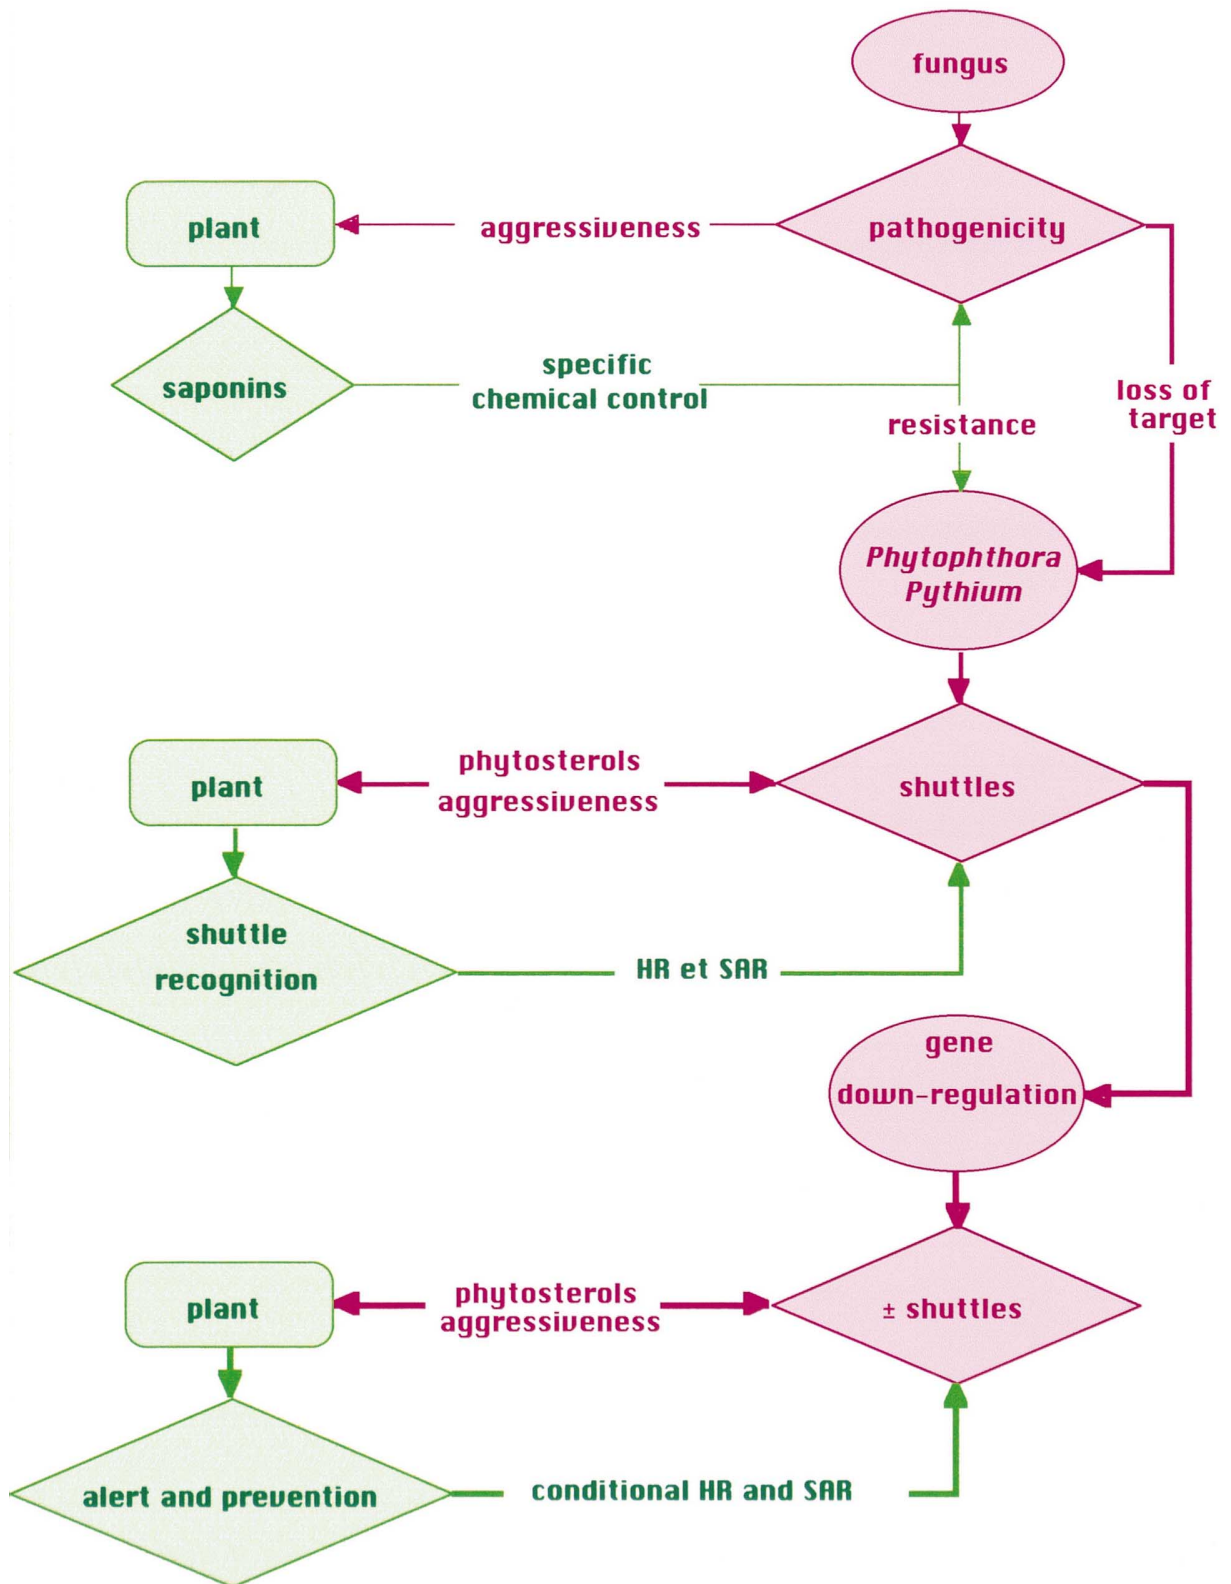 fungus
plant
aggressiveness
pathogenicity
saponins
specific
chemical control
loss of
target
resistance
Phytophthora
Pythium
plant
phytosterols
aggressiveness
shuttles
shuttle
recognition
HR et SAR
gene
down-regulation
plant
phytosterols
aggressiveness
± shuttles
alert and prevention
conditional HR and SAR